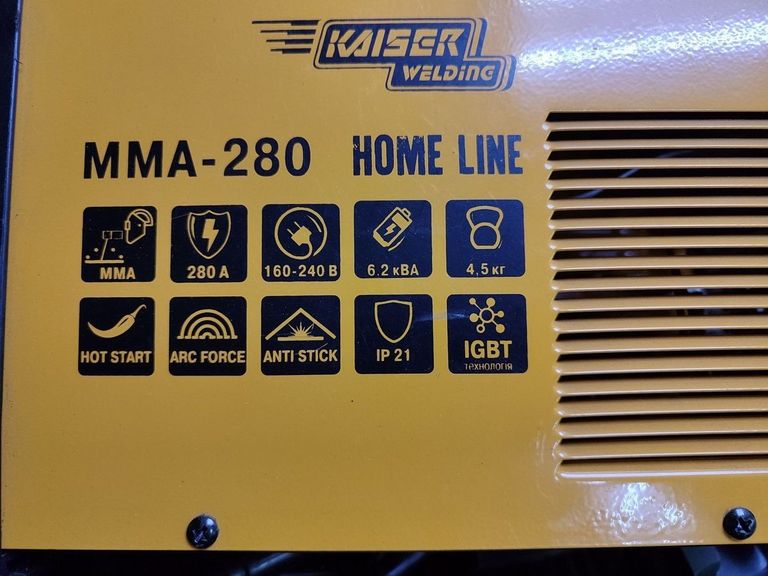 KAISER
WELDING
MMA-280 HOME LINE
MMA 280 A 160-240 В 6.2 кВА 4,5 кг
HOT START ARC FORCE ANTI STICK IP 21 IGBT
технологія